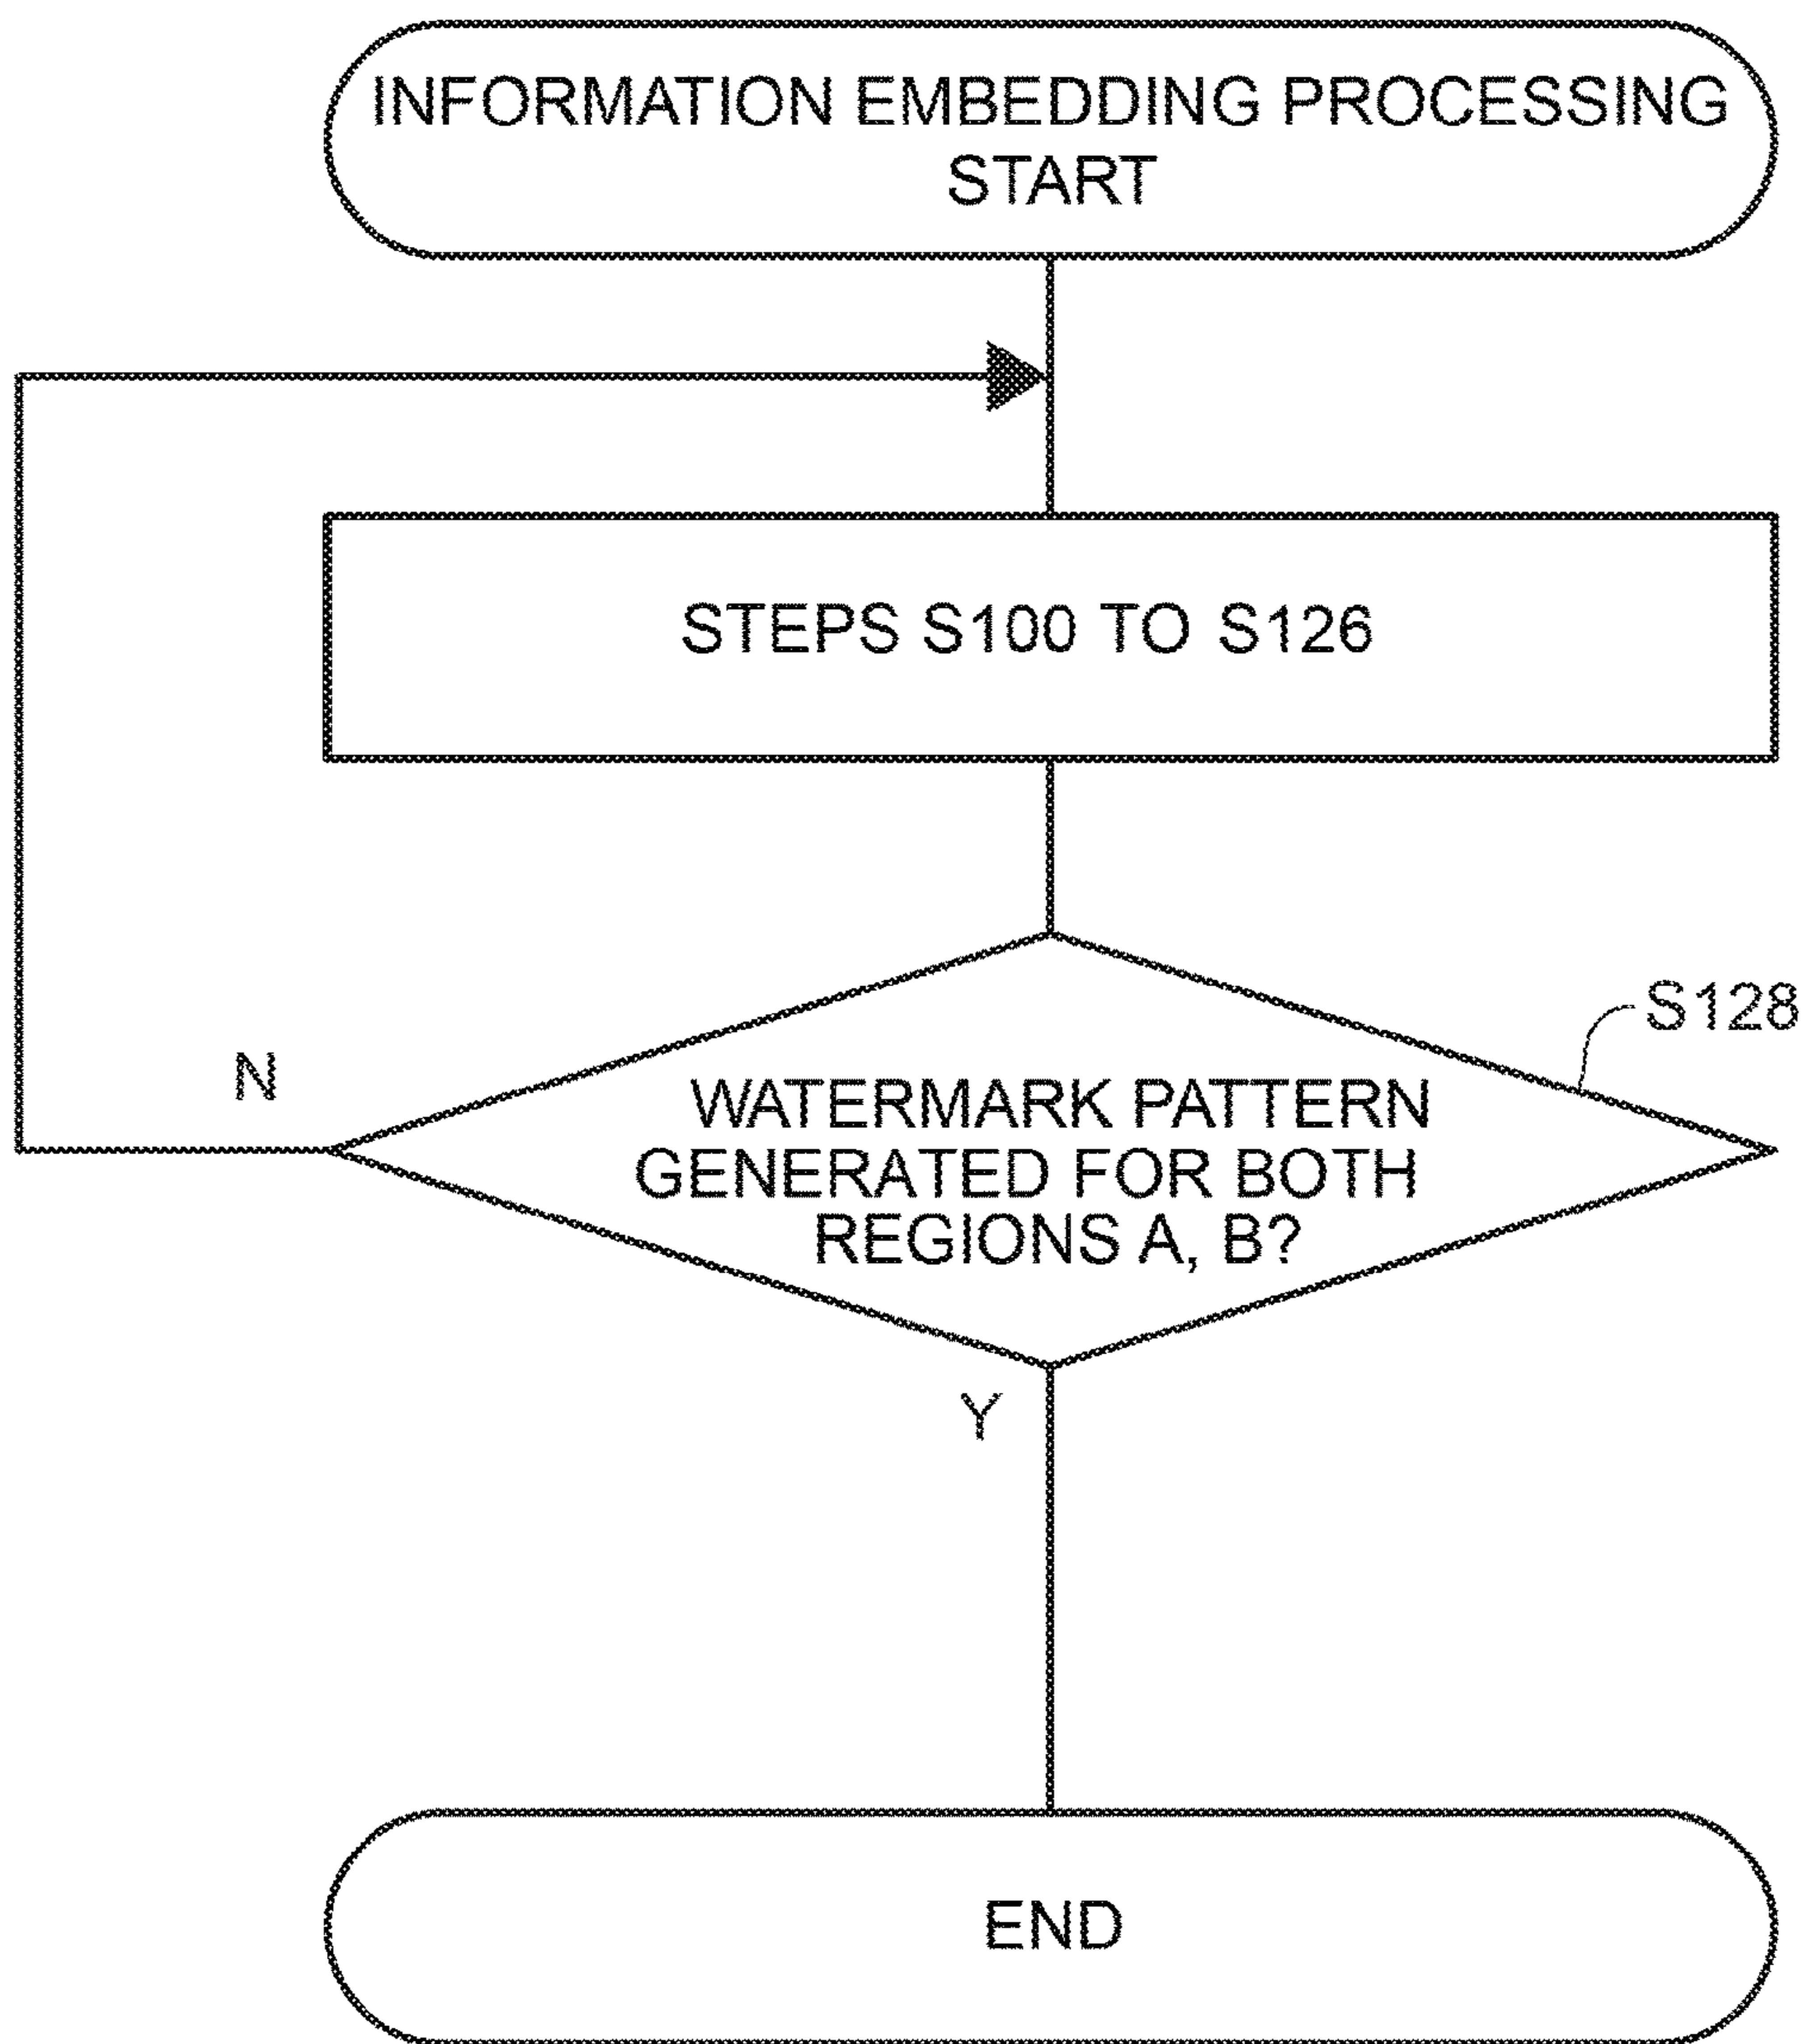 INFORMATION EMBEDDING PROCESSING
START
STEPS S100 TO S126
S128
N
WATERMARK PATTERN
GENERATED FOR BOTH
REGIONS A, B?
Y
END